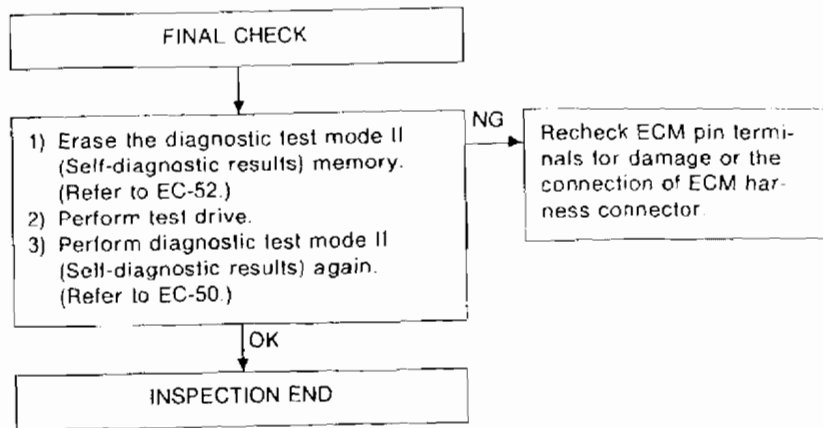 FINAL CHECK
1) Erase the diagnostic test mode II
(Self-diagnostic results) memory.
(Refer to EC-52.)
2) Perform test drive.
3) Perform diagnostic test mode II
(Self-diagnostic results) again.
(Refer to EC-50.)
NG
Recheck ECM pin termi-
nals for damage or the
connection of ECM har-
ness connector.
OK
INSPECTION END